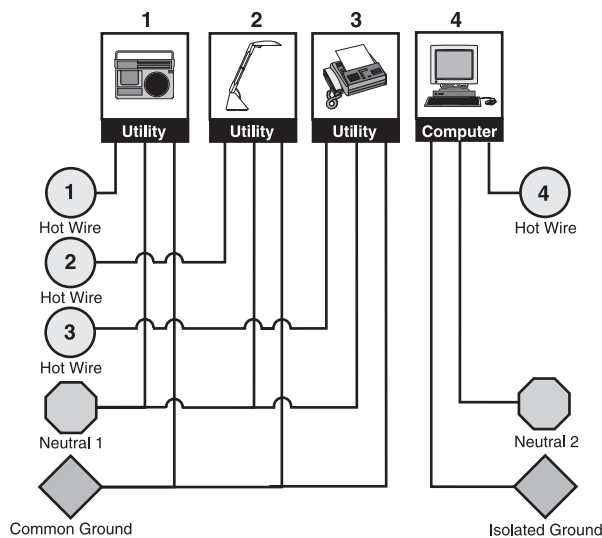 1 2 3 4
Utility Utility Utility Computer
1 4
Hot Wire Hot Wire
2
Hot Wire
3
Hot Wire
Neutral 1 Neutral 2
Common Ground Isolated Ground